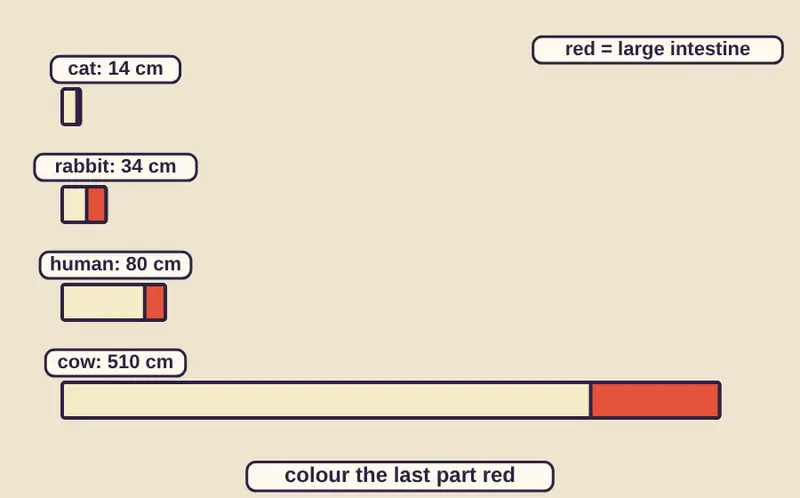 red = large intestine
cat: 14 cm
rabbit: 34 cm
human: 80 cm
cow: 510 cm
colour the last part red